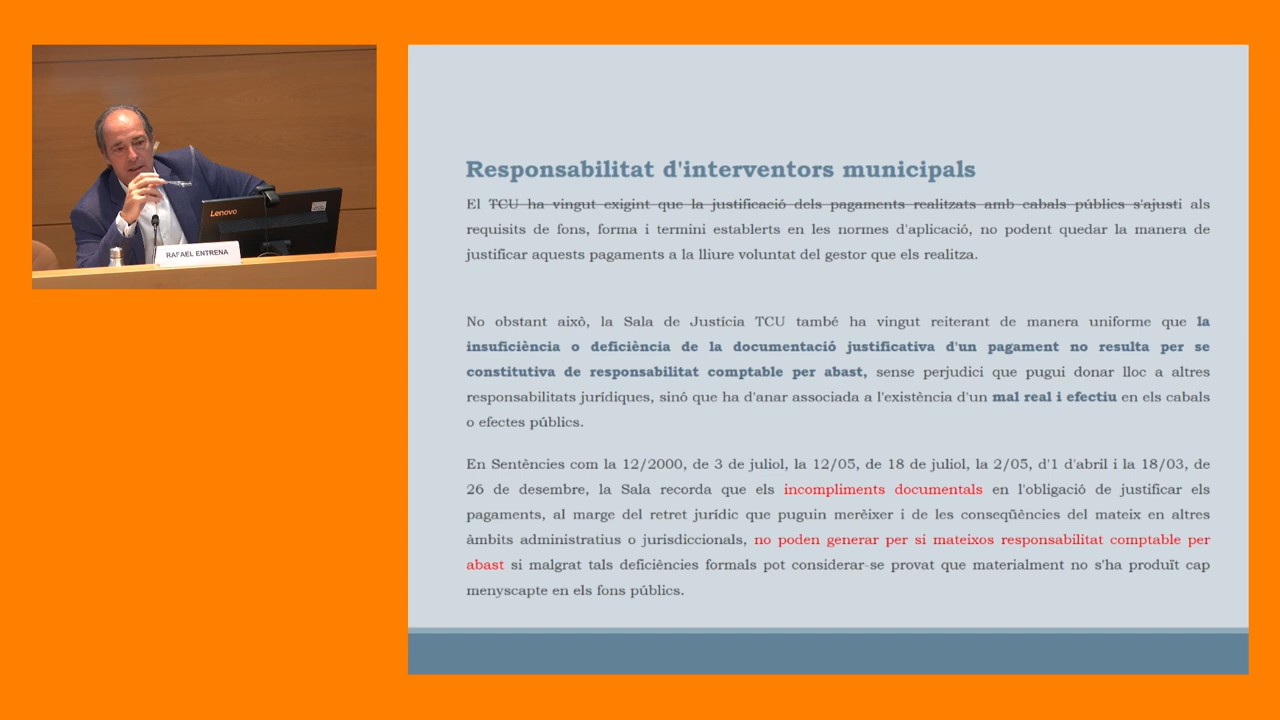 Lenovo
RAFAEL ENTRENA
Responsabilitat d'interventors municipals
El TCU ha vingut exigint que la justificació dels pagaments realitzats amb cabals públics s'ajusti als
requisits de fons, forma i termini establerts en les normes d'aplicació, no podent quedar la manera de
justificar aquests pagaments a la lliure voluntat del gestor que els realitza.
No obstant això, la Sala de Justícia TCU també ha vingut reiterant de manera uniforme que la
insuficiència o deficiència de la documentació justificativa d'un pagament no resulta per se
constitutiva de responsabilitat comptable per abast, sense perjudici que pugui donar lloc a altres
responsabilitats jurídiques, sinó que ha d'anar associada a l'existència d'un mal real i efectiu en els cabals
o efectes públics.
En Sentències com la 12/2000, de 3 de juliol, la 12/05, de 18 de juliol, la 2/05, d'1 d'abril i la 18/03, de
26 de desembre, la Sala recorda que els incompliments documentals en l'obligació de justificar els
pagaments, al marge del retret jurídic que puguin merèixer i de les conseqüències del mateix en altres
àmbits administratius o jurisdiccionals, no poden generar per si mateixos responsabilitat comptable per
abast si malgrat tals deficiències formals pot considerar-se provat que materialment no s'ha produït cap
menyscapte en els fons públics.